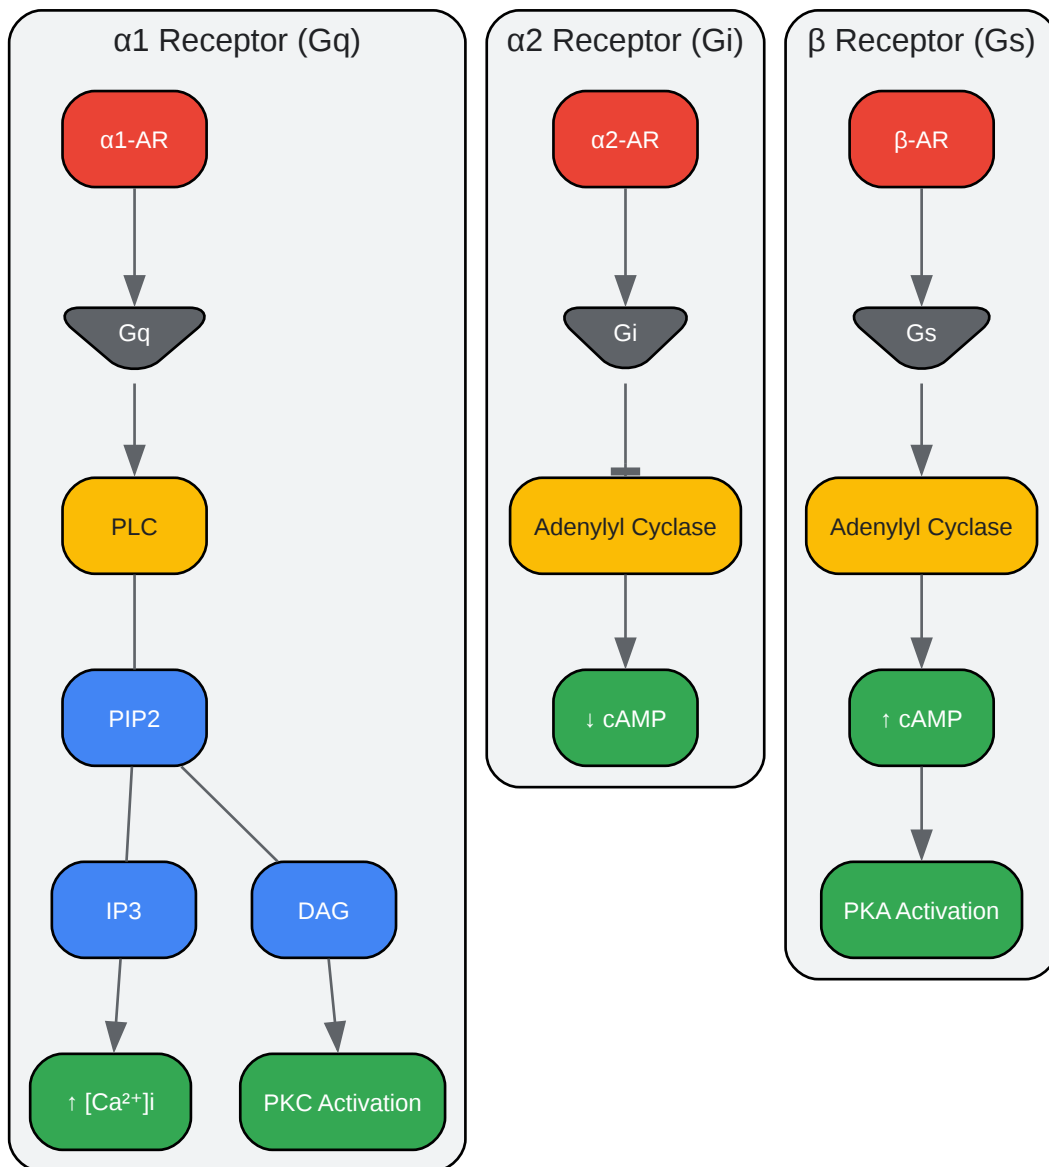 α1 Receptor (Gq)
α1-AR
Gq
PLC
PIP2
IP3
DAG
↑ [Ca²⁺]i
PKC Activation
α2 Receptor (Gi)
α2-AR
Gi
Adenylyl Cyclase
↓ cAMP
β Receptor (Gs)
β-AR
Gs
Adenylyl Cyclase
↑ cAMP
PKA Activation